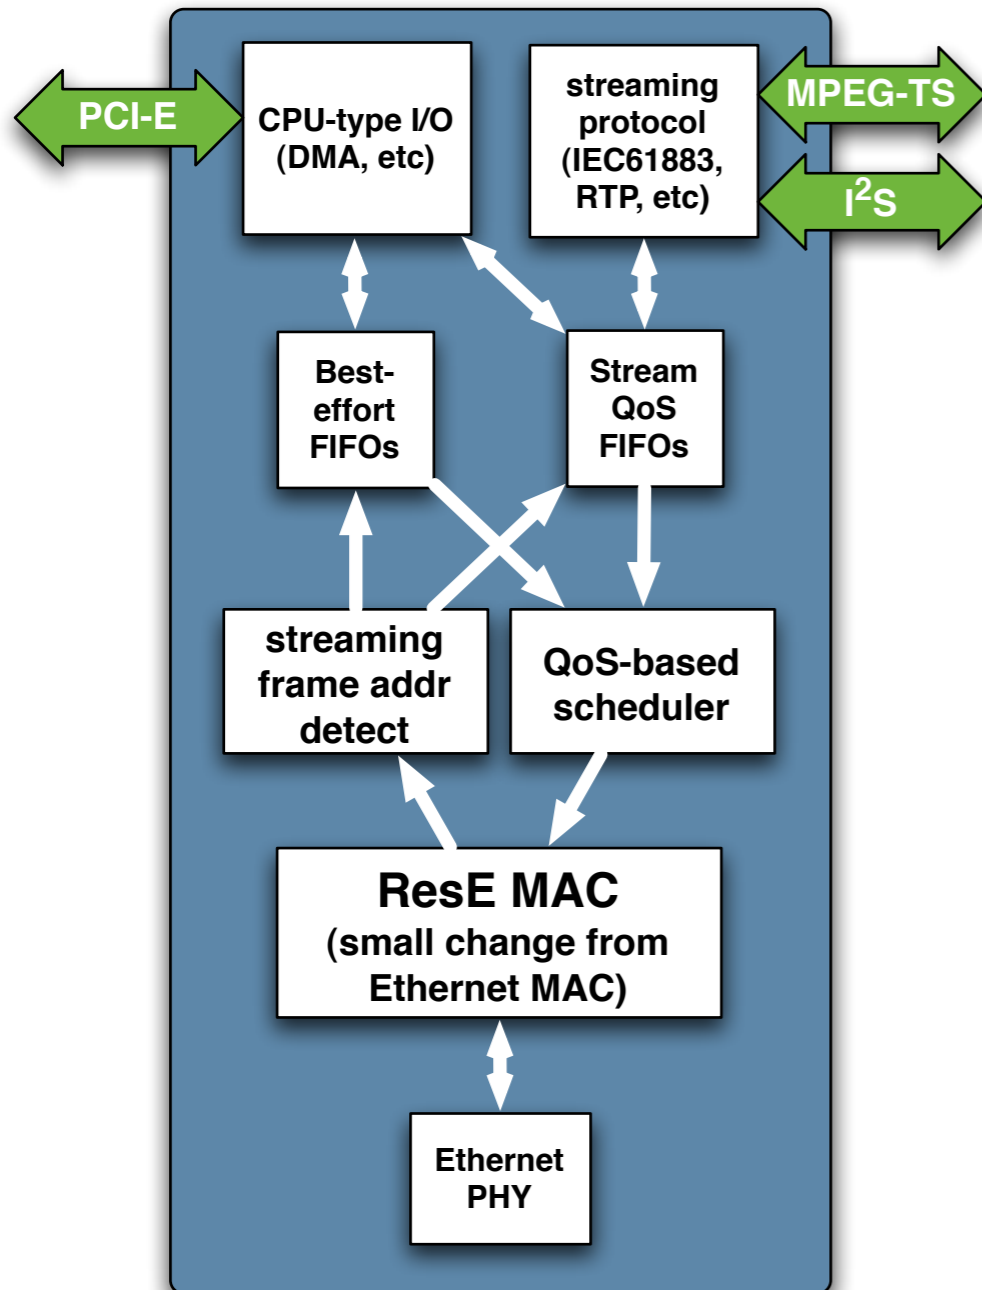 PCI-E
CPU-type I/O
(DMA, etc)
streaming
protocol
(IEC61883,
RTP, etc)
MPEG-TS
I²S
Best-
effort
FIFOs
Stream
QoS
FIFOs
streaming
frame addr
detect
QoS-based
scheduler
ResE MAC
(small change from
Ethernet MAC)
Ethernet
PHY